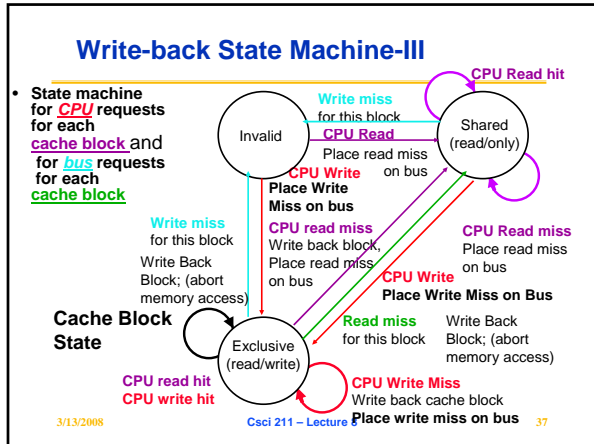 Write-back State Machine-III
• State machine
for CPU requests
for each
cache block and
for bus requests
for each
cache block
CPU Read hit
Write miss
for this block
Invalid
Shared
(read/only)
CPU Read
Place read miss
on bus
CPU Write
Place Write
Miss on bus
Write miss
for this block
CPU read miss
Write back block,
Place read miss
on bus
CPU Read miss
Place read miss
on bus
Write Back
Block; (abort
memory access)
CPU Write
Place Write Miss on Bus
Cache Block
State
Read miss
for this block
Write Back
Block; (abort
memory access)
Exclusive
(read/write)
CPU read hit
CPU write hit
CPU Write Miss
Write back cache block
Place write miss on bus
3/13/2008
Csci 211 – Lecture 8
37